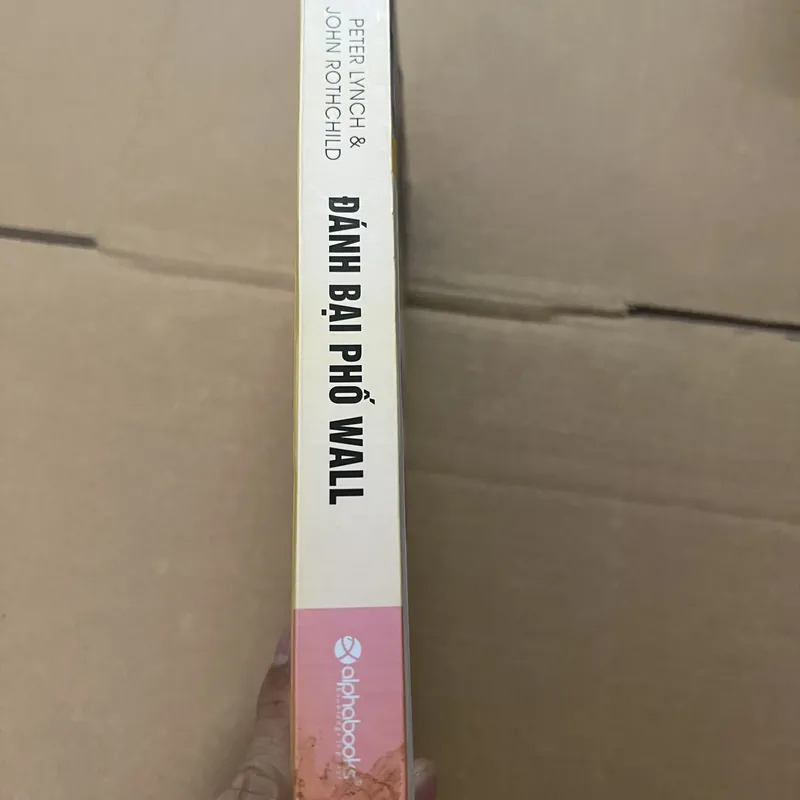 PETER LYNCH &
JOHN ROTHCHILD
ĐÁNH BẠI PHỐ WALL
alphabooks®